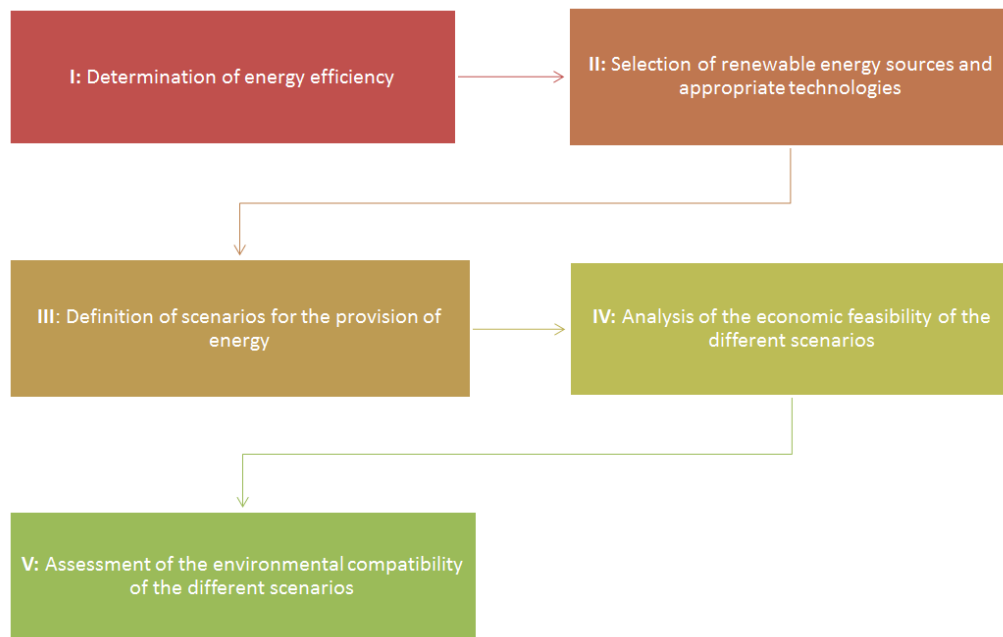 I: Determination of energy efficiency
II: Selection of renewable energy sources and
appropriate technologies
III: Definition of scenarios for the provision of
energy
IV: Analysis of the economic feasibility of the
different scenarios
V: Assessment of the environmental compatibility
of the different scenarios